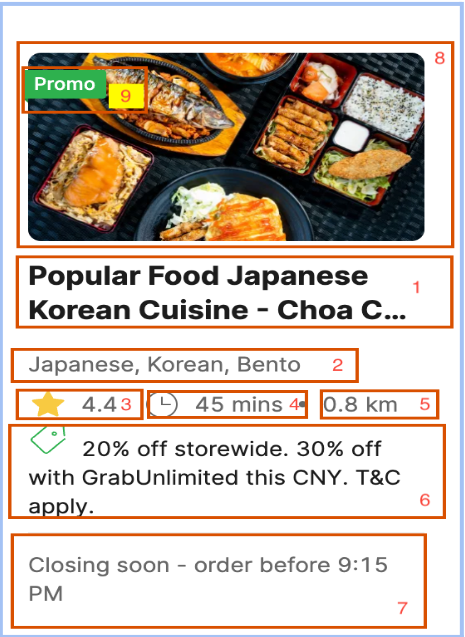 8
Promo
9
Popular Food Japanese
Korean Cuisine - Choa C...
1
Japanese, Korean, Bento 2
4.4 3 45 mins 4 • 0.8 km 5
20% off storewide. 30% off
with GrabUnlimited this CNY. T&C
apply.
6
Closing soon - order before 9:15
PM
7